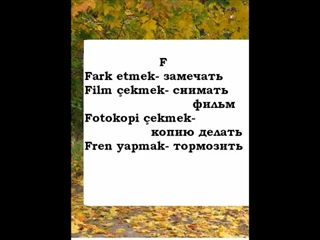 F
Fark etmek- замечать
Film çekmek- снимать
фильм
Fotokopi çekmek-
копию делать
Fren yapmak- тормозить